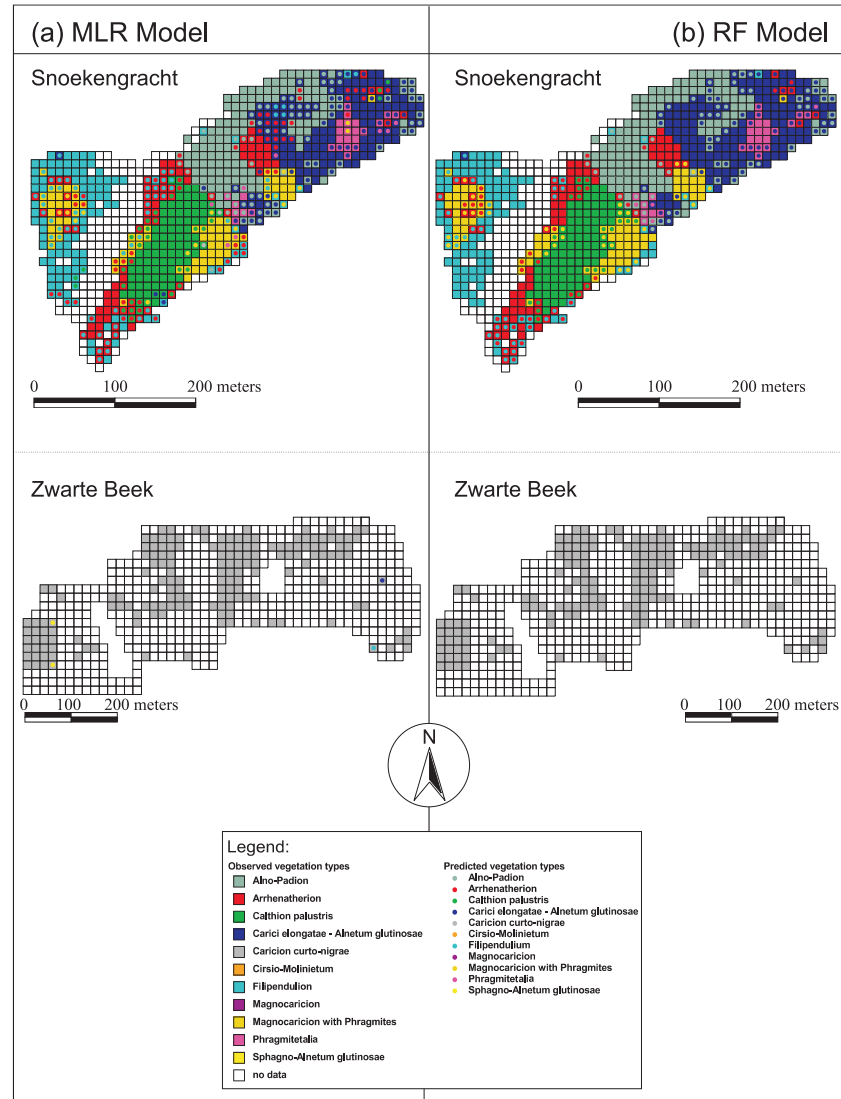 (a) MLR Model
(b) RF Model
Snoekengracht
Snoekengracht
0 100 200 meters
0 100 200 meters
Zwarte Beek
Zwarte Beek
0 100 200 meters
0 100 200 meters
N
Legend:
Observed vegetation types
Alno-Padion
Arrhenatherion
Calthion palustris
Carici elongatae - Alnetum glutinosae
Caricion curto-nigrae
Cirsio-Molinietum
Filipendulion
Magnocaricion
Magnocaricion with Phragmites
Phragmitetalia
Sphagno-Alnetum glutinosae
no data
Predicted vegetation types
Alno-Padion
Arrhenatherion
Calthion palustris
Carici elongatae - Alnetum glutinosae
Caricion curto-nigrae
Cirsio-Molinietum
Filipendulium
Magnocaricion
Magnocaricion with Phragmites
Phragmitetalia
Sphagno-Alnetum glutinosae